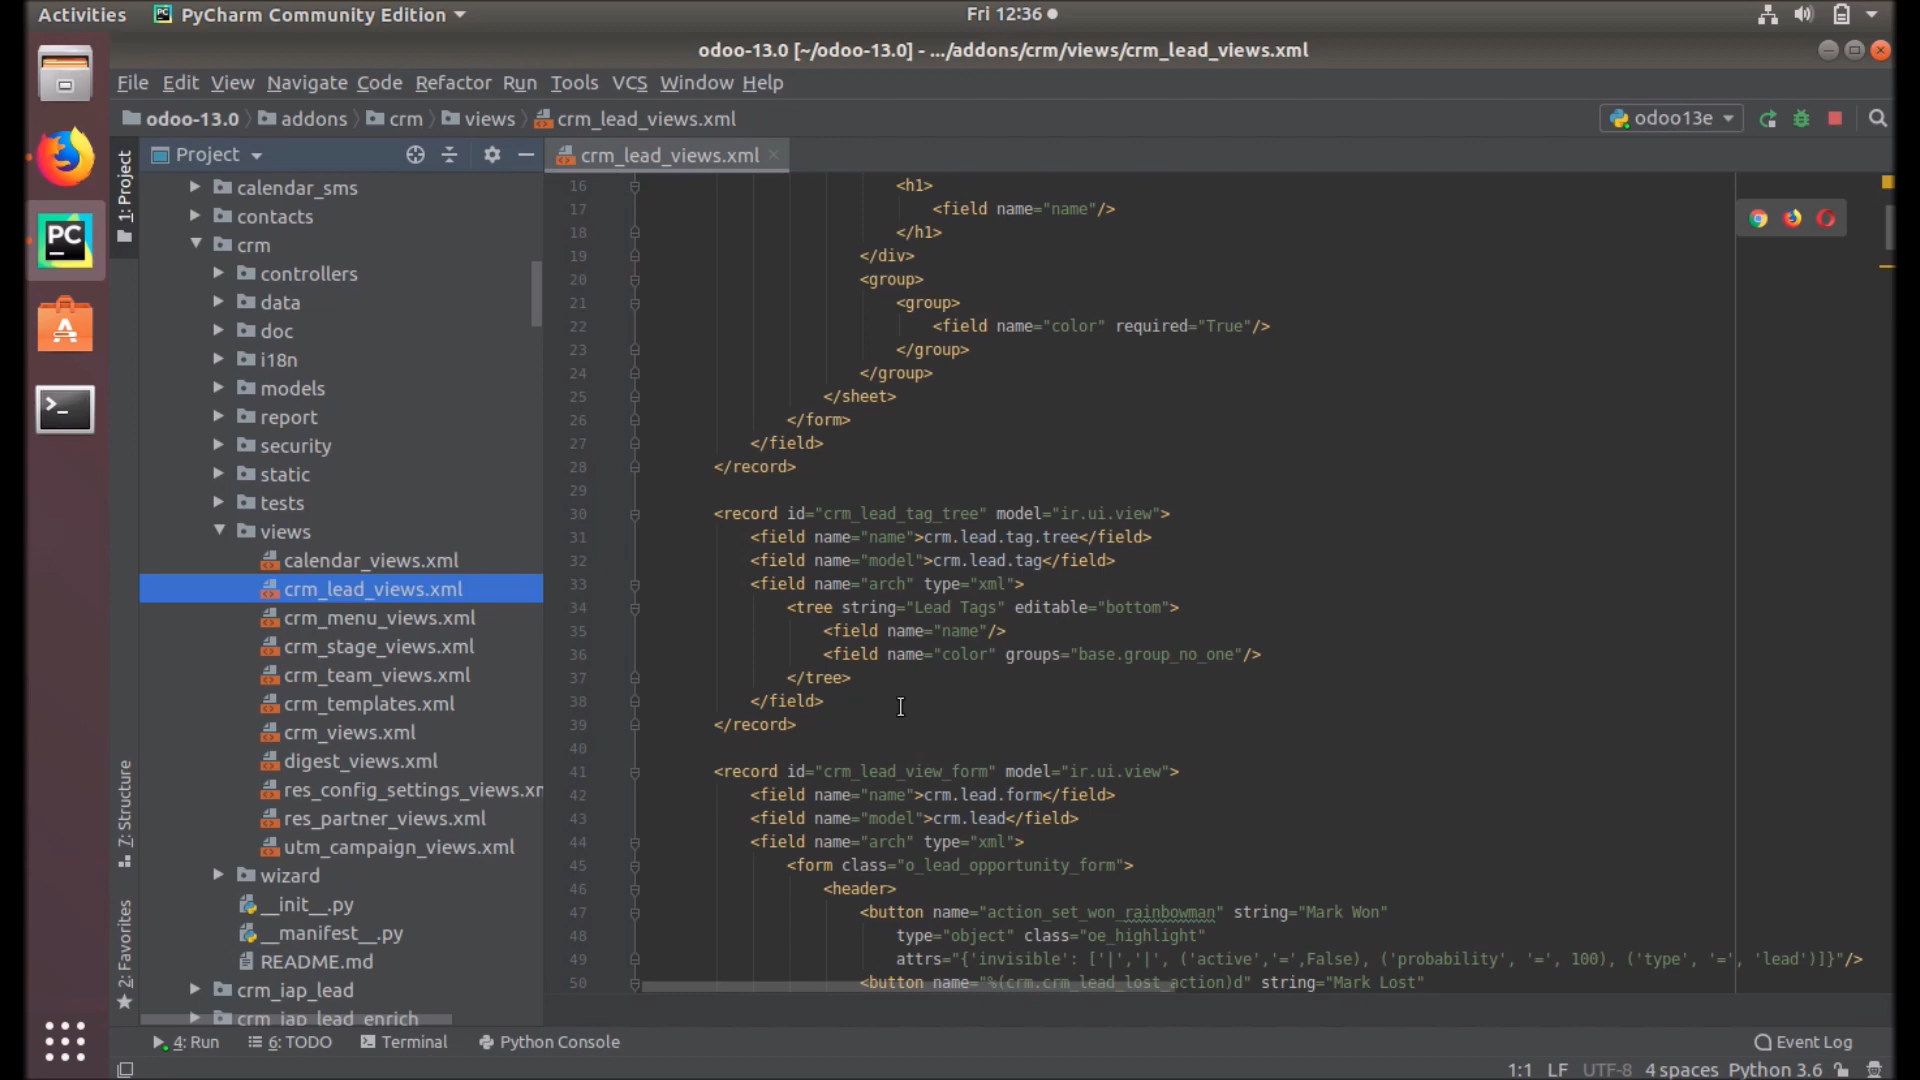 Activities PyCharm Community Edition Fri 12:36
odoo-13.0 [~/odoo-13.0] - .../addons/crm/views/crm_lead_views.xml
File Edit View Navigate Code Refactor Run Tools VCS Window Help
odoo-13.0 addons crm views crm_lead_views.xml odoo13e
Project
crm_lead_views.xml
1: Project
7: Structure
2: Favorites
PC
calendar_sms
contacts
crm
controllers
data
doc
i18n
models
report
security
static
tests
views
calendar_views.xml
crm_lead_views.xml
crm_menu_views.xml
crm_stage_views.xml
crm_team_views.xml
crm_templates.xml
crm_views.xml
digest_views.xml
res_config_settings_views.xm
res_partner_views.xml
utm_campaign_views.xml
wizard
__init__.py
__manifest__.py
README.md
crm_iap_lead
crm_iap_lead_enrich
16 <h1>
17 <field name="name"/>
18 </h1>
19 </div>
20 <group>
21 <group>
22 <field name="color" required="True"/>
23 </group>
24 </group>
25 </sheet>
26 </form>
27 </field>
28 </record>
29
30 <record id="crm_lead_tag_tree" model="ir.ui.view">
31 <field name="name">crm.lead.tag.tree</field>
32 <field name="model">crm.lead.tag</field>
33 <field name="arch" type="xml">
34 <tree string="Lead Tags" editable="bottom">
35 <field name="name"/>
36 <field name="color" groups="base.group_no_one"/>
37 </tree>
38 </field>
39 </record>
40
41 <record id="crm_lead_view_form" model="ir.ui.view">
42 <field name="name">crm.lead.form</field>
43 <field name="model">crm.lead</field>
44 <field name="arch" type="xml">
45 <form class="o_lead_opportunity_form">
46 <header>
47 <button name="action_set_won_rainbowman" string="Mark Won"
48 type="object" class="oe_highlight"
49 attrs="{'invisible': ['|','|', ('active','=',False), ('probability', '=', 100), ('type', '=', 'lead')]}"/>
50 <button name="%(crm.crm_lead_lost_action)d" string="Mark Lost"
4: Run 6: TODO Terminal Python Console Event Log
1:1 LF UTF-8 4 spaces Python 3.6